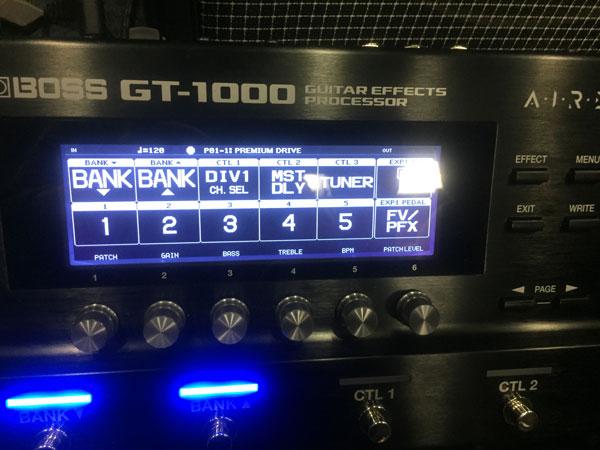 BOSS GT-1000 GUITAR EFFECTS PROCESSOR
A·I·R·D
IN ♩=120 P01-1: PREMIUM DRIVE OUT
BANK ▼ BANK ▲ CTL 1 CTL 2 CTL 3 EXP1
BANK ▼ BANK ▲ DIV1 CH.SEL MST DLY TUNER
1 2 3 4 5 EXP1 PEDAL
1 2 3 4 5 FV/PFX
PATCH GAIN BASS TREBLE BPM PATCH LEVEL
1 2 3 4 5 6
EFFECT MENU
EXIT WRITE
◀ PAGE ▶
BANK ▼ BANK ▲ CTL 1 CTL 2